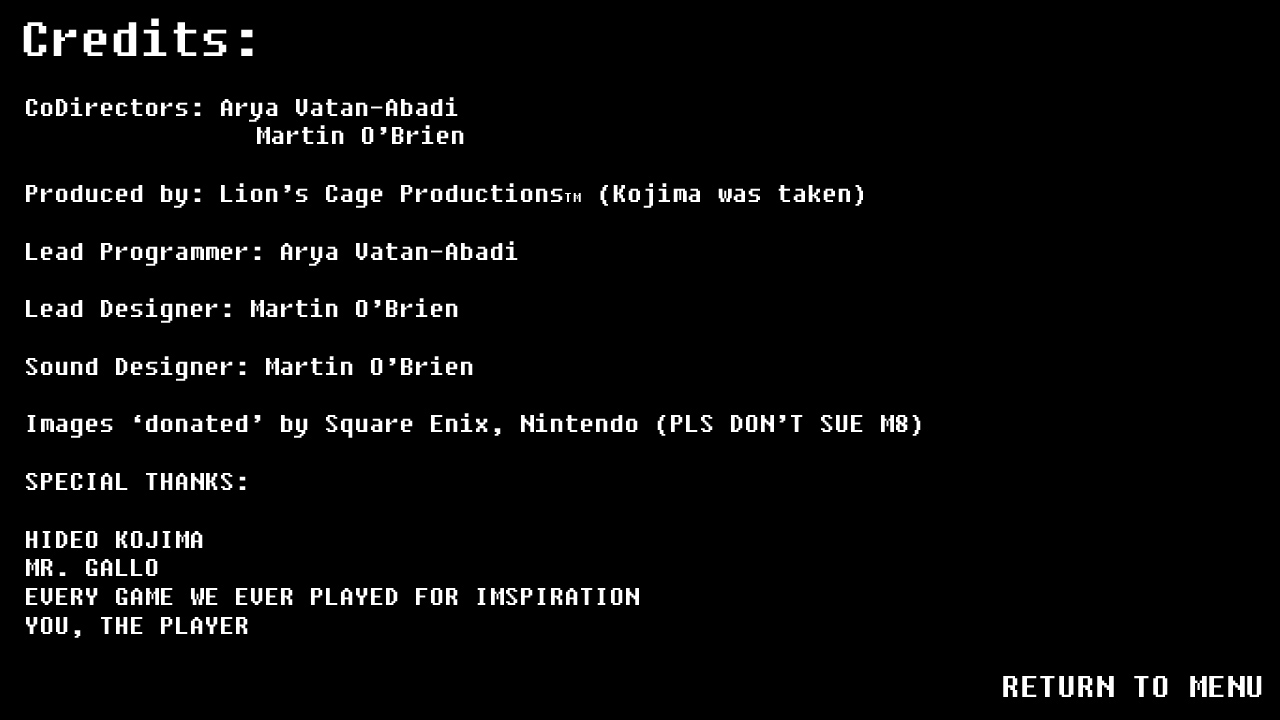 Credits:
CoDirectors: Arya Vatan-Abadi
Martin O’Brien
Produced by: Lion’s Cage Productions™ (Kojima was taken)
Lead Programmer: Arya Vatan-Abadi
Lead Designer: Martin O’Brien
Sound Designer: Martin O’Brien
Images ‘donated’ by Square Enix, Nintendo (PLS DON’T SUE M8)
SPECIAL THANKS:
HIDEO KOJIMA
MR. GALLO
EVERY GAME WE EVER PLAYED FOR IMSPIRATION
YOU, THE PLAYER
RETURN TO MENU